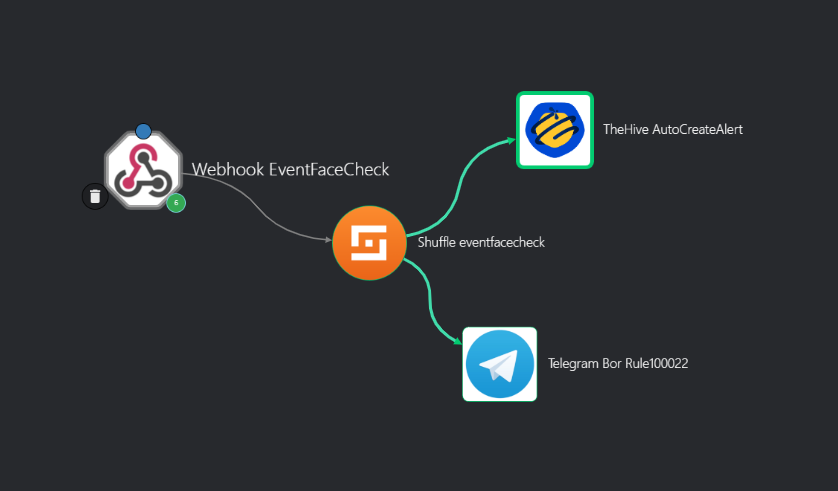 TheHive AutoCreateAlert
Webhook EventFaceCheck
6
Shuffle eventfacecheck
Telegram Bor Rule100022